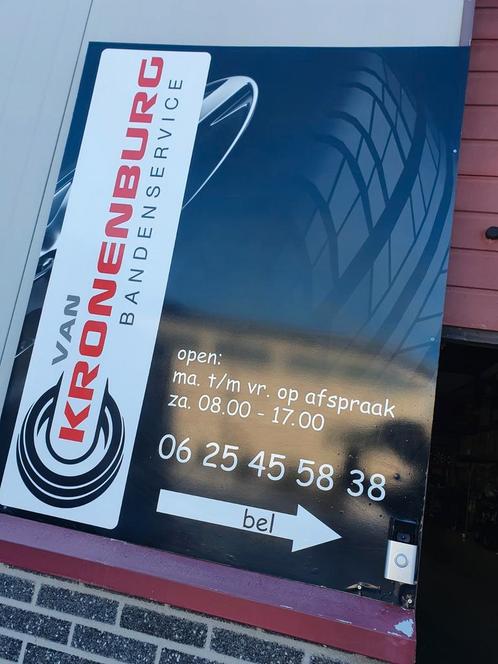 VAN
KRONENBURG
BANDENSERVICE
open:
ma. t/m vr. op afspraak
za. 08.00 - 17.00
06 25 45 58 38
bel